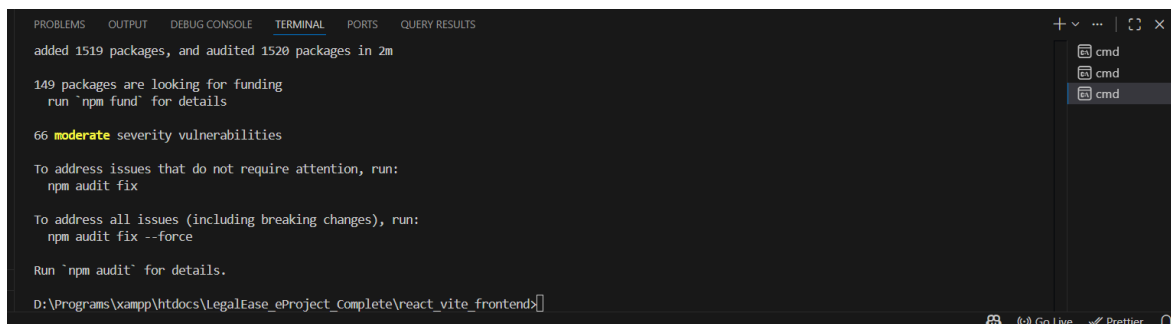 PROBLEMS OUTPUT DEBUG CONSOLE TERMINAL PORTS QUERY RESULTS
added 1519 packages, and audited 1520 packages in 2m
cmd
cmd
cmd
149 packages are looking for funding
run `npm fund` for details
66 moderate severity vulnerabilities
To address issues that do not require attention, run:
npm audit fix
To address all issues (including breaking changes), run:
npm audit fix --force
Run `npm audit` for details.
D:\Programs\xampp\htdocs\LegalEase_eProject_Complete\react_vite_frontend>
Go Live Prettier